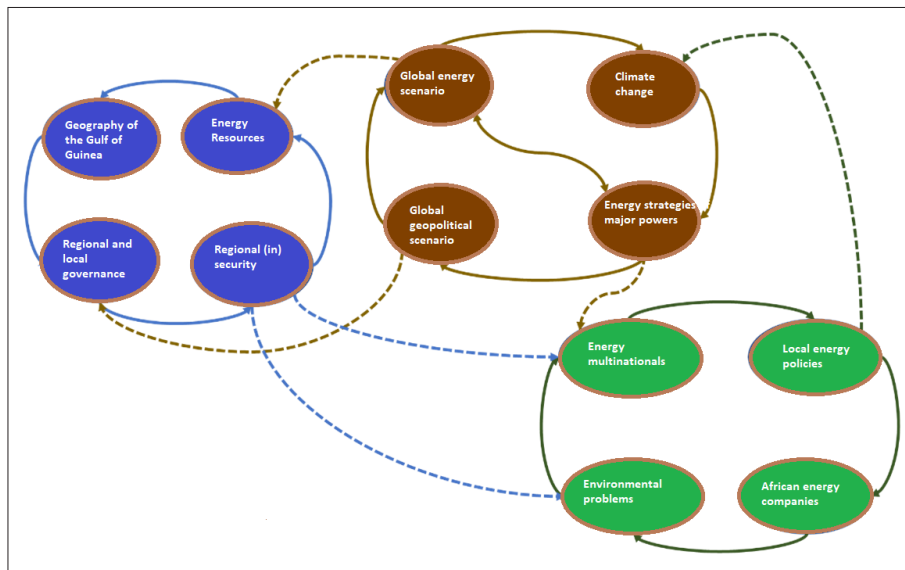 Global energy
scenario
Climate
change
Geography of
the Gulf of
Guinea
Energy
Resources
Global
geopolitical
scenario
Energy strategies
major powers
Regional and
local
governance
Regional (in)
security
Energy
multinationals
Local energy
policies
Environmental
problems
African energy
companies